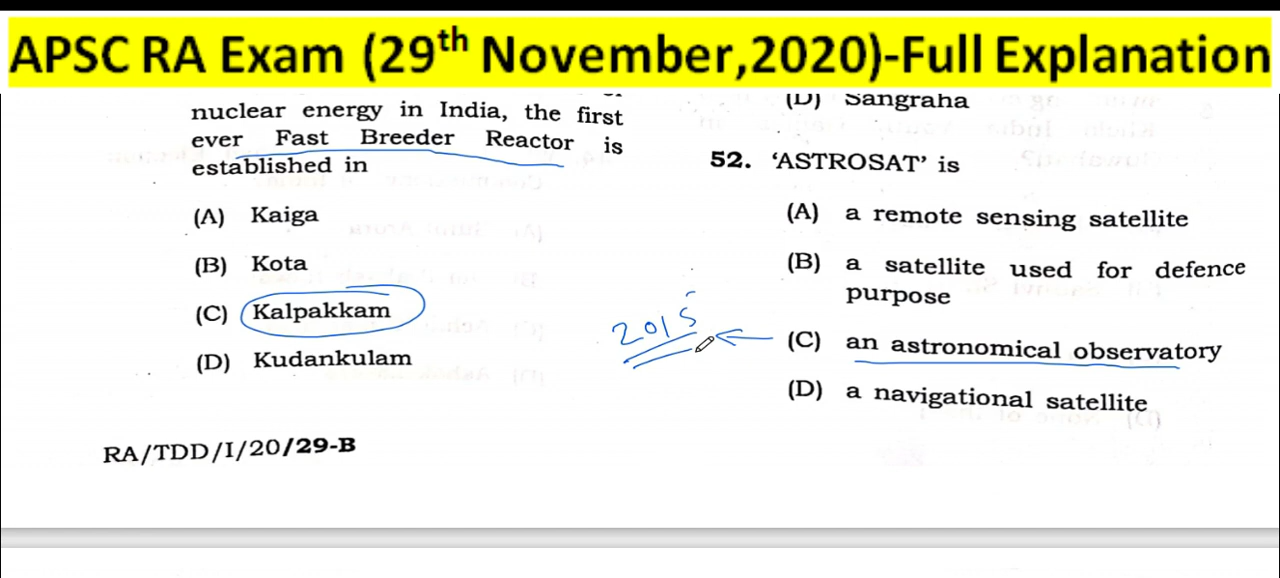 APSC RA Exam (29th November,2020)-Full Explanation
nuclear energy in India, the first
ever Fast Breeder Reactor is
established in
(A) Kaiga
(B) Kota
(C) Kalpakkam
(D) Kudankulam
RA/TDD/I/20/29-B
(D) Sangraha
52. ‘ASTROSAT’ is
(A) a remote sensing satellite
(B) a satellite used for defence
purpose
2015
(C) an astronomical observatory
(D) a navigational satellite